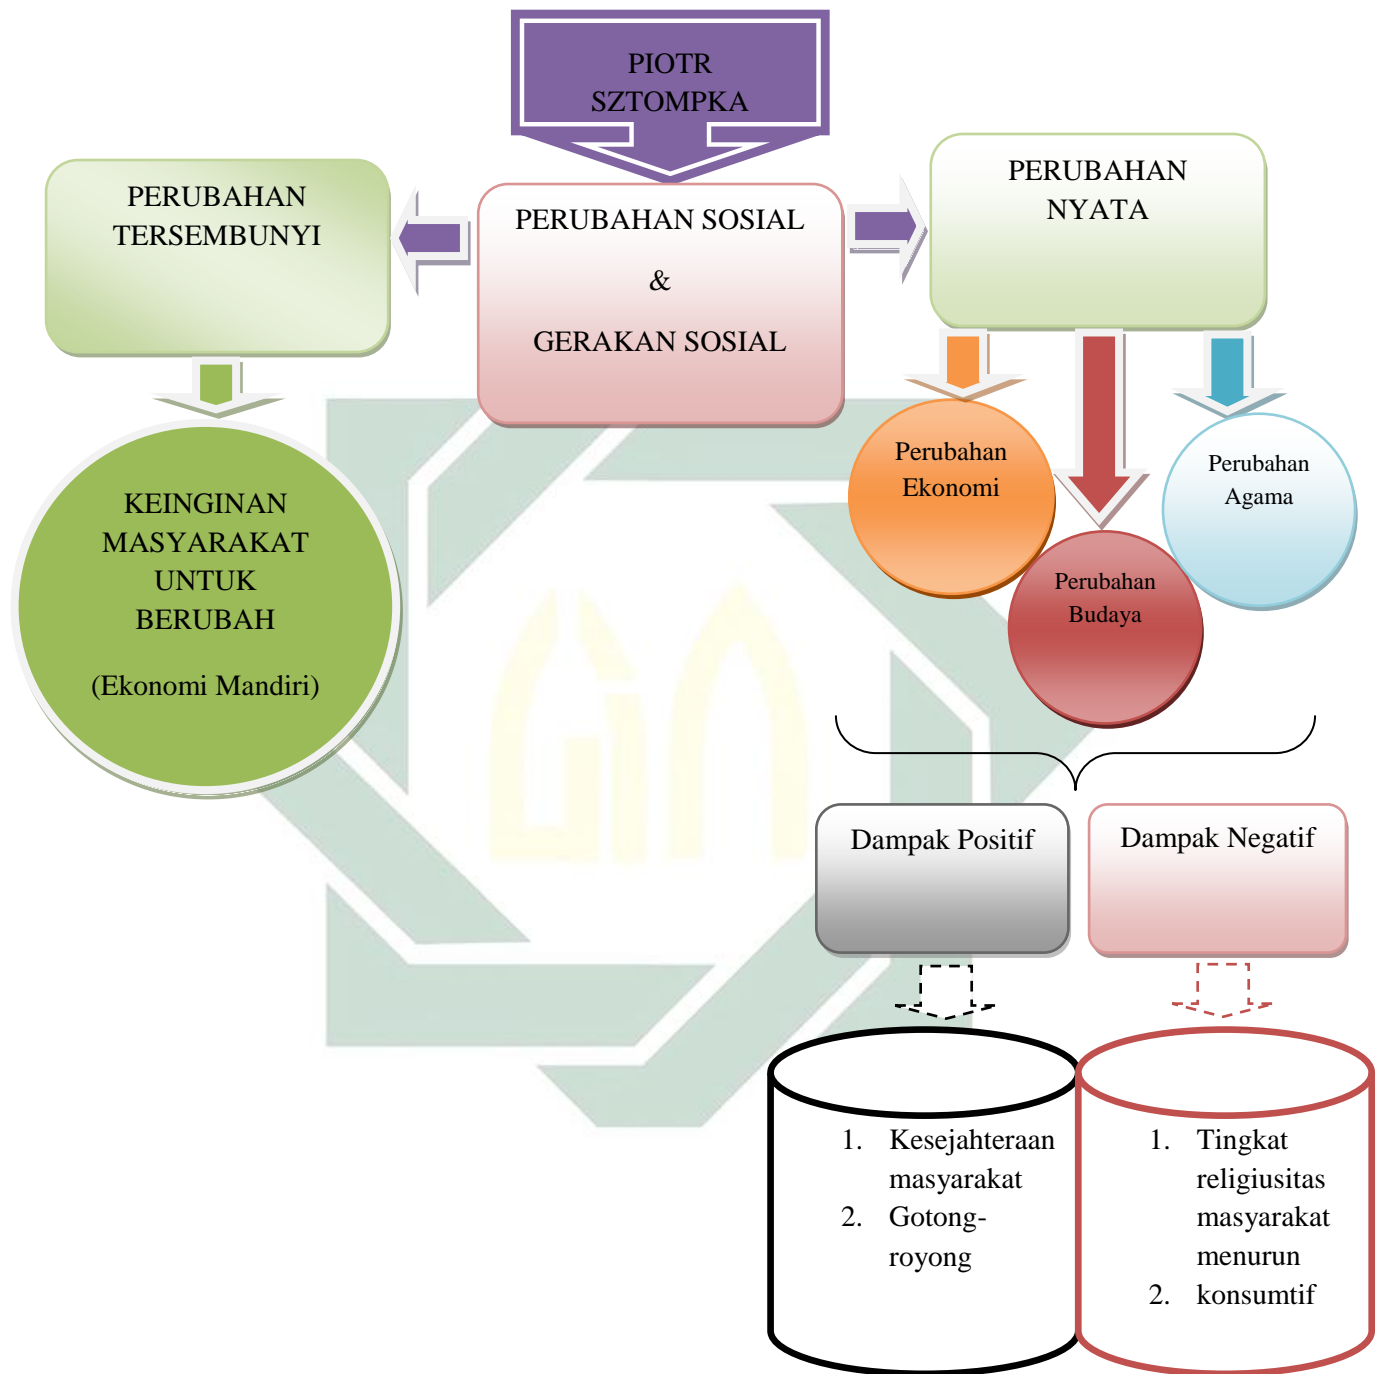 PIOTR
SZTOMPKA
PERUBAHAN
TERSEMBUNYI
PERUBAHAN SOSIAL
&
GERAKAN SOSIAL
PERUBAHAN
NYATA
KEINGINAN
MASYARAKAT
UNTUK
BERUBAH
(Ekonomi Mandiri)
Perubahan
Ekonomi
Perubahan
Budaya
Perubahan
Agama
Dampak Positif
Dampak Negatif
1. Kesejahteraan
masyarakat
2. Gotong-
royong
1. Tingkat
religiusitas
masyarakat
menurun
2. konsumtif